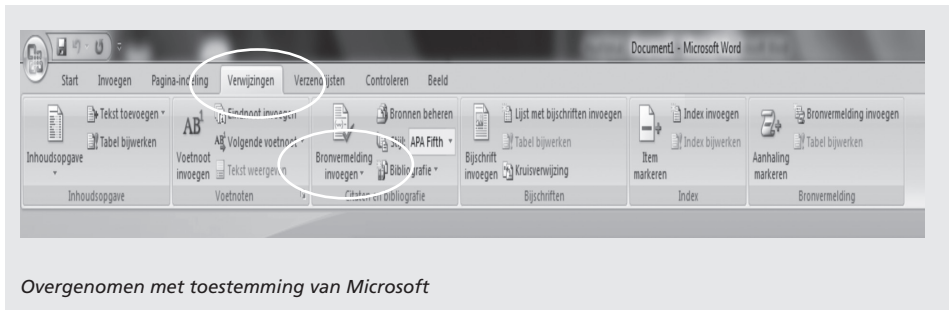 Document1 - Microsoft Word
Start Invoegen Pagina-indeling Verwijzingen Verzendlijsten Controleren Beeld
Inhoudsopgave
Tekst toevoegen
Tabel bijwerken
Inhoudsopgave
AB1
Voetnoot invoegen
Eindnoot invoegen
AB1 Volgende voetnoot
Tekst weergeven
Voetnoten
Bronvermelding invoegen
Bronnen beheren
Stijl: APA Fifth
Bibliografie
Citaten en bibliografie
Bijschrift invoegen
Lijst met bijschriften invoegen
Tabel bijwerken
Kruisverwijzing
Bijschriften
Item markeren
Index invoegen
Index bijwerken
Index
Aanhaling markeren
Bronvermelding invoegen
Tabel bijwerken
Bronvermelding
Overgenomen met toestemming van Microsoft